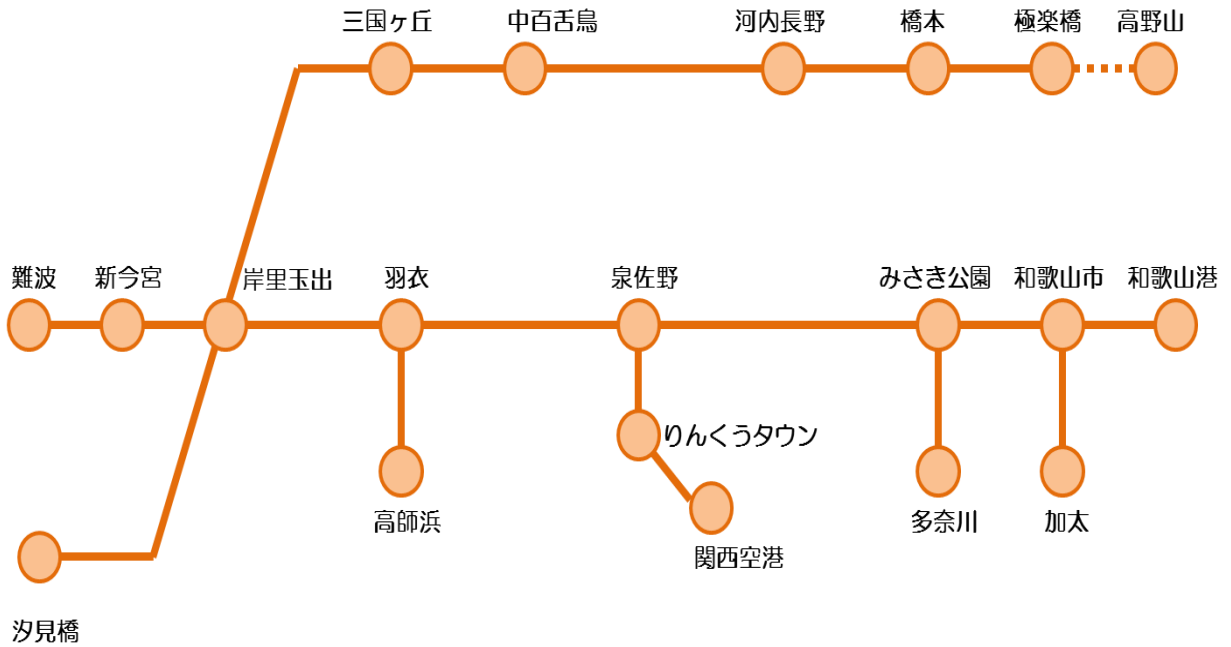 三国ヶ丘
中百舌鳥
河内長野
橋本
極楽橋
高野山
難波
新今宮
岸里玉出
羽衣
泉佐野
みさき公園
和歌山市
和歌山港
りんくうタウン
高師浜
関西空港
多奈川
加太
汐見橋